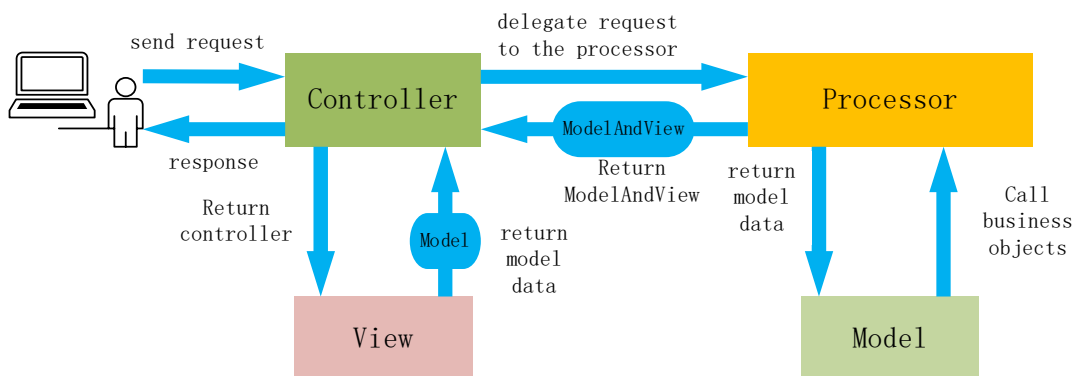 send request
delegate request
to the processor
Controller
Processor
ModelAndView
response
Return
ModelAndView
return
model
data
Call
business
objects
Return
controller
Model
return
model
data
View
Model